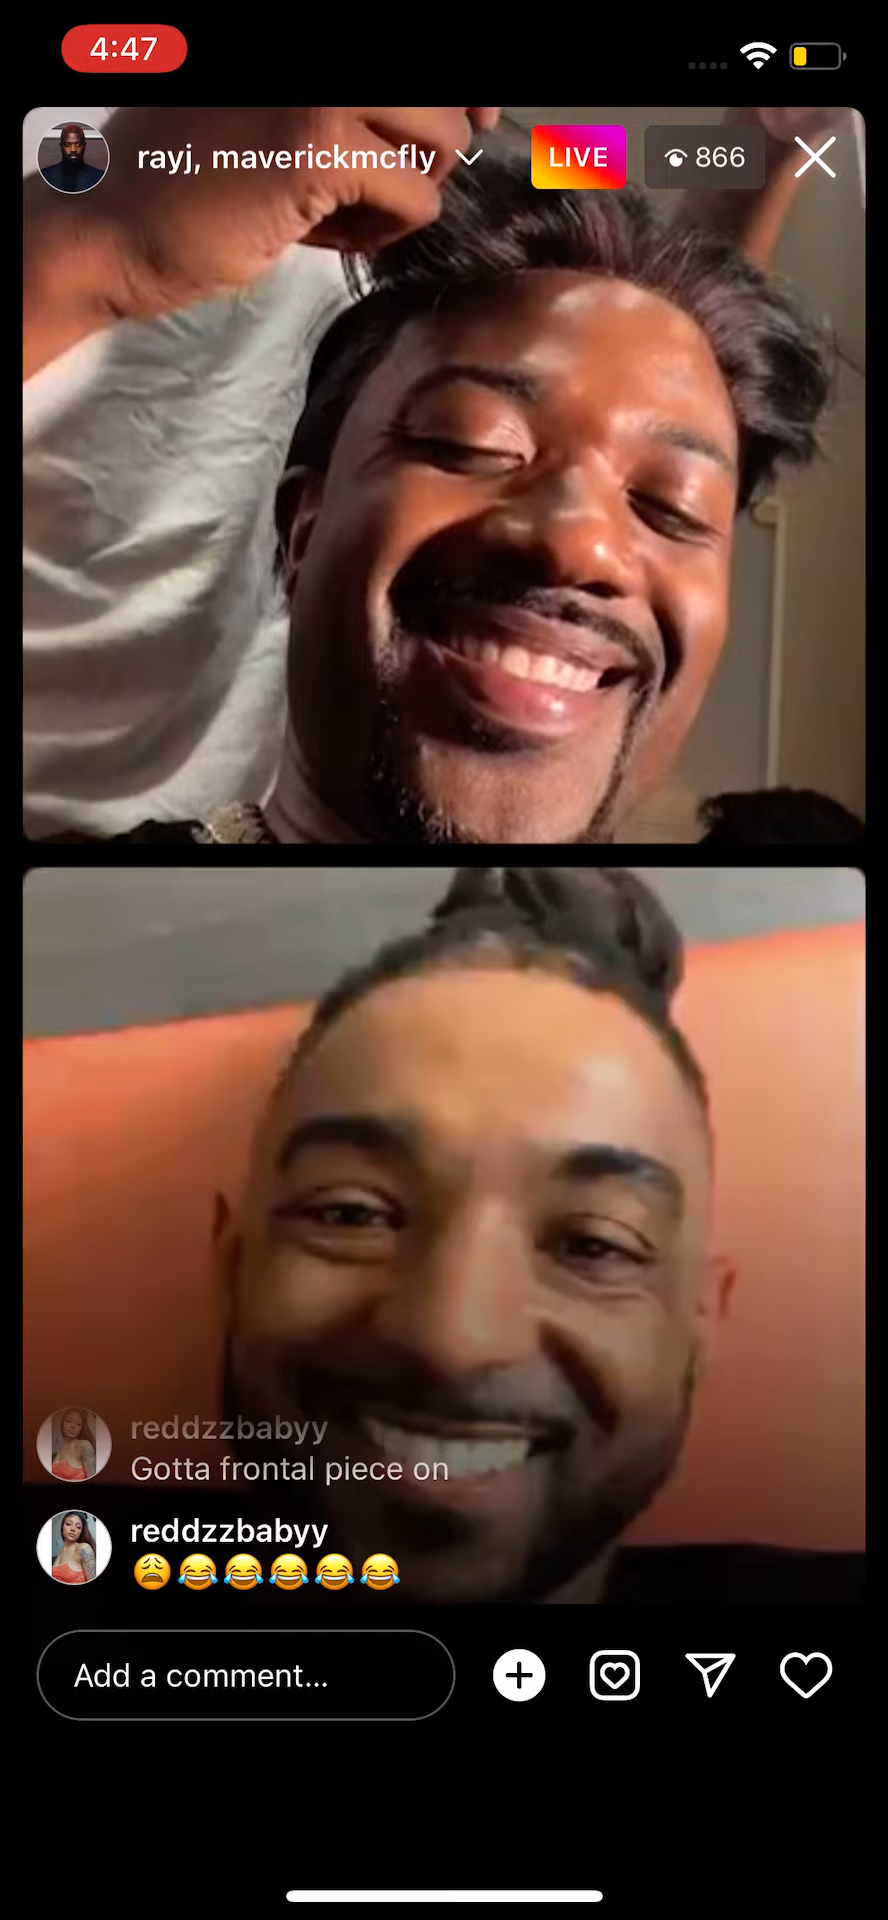 4:47
rayj, maverickmcfly
LIVE
866
reddzzbabyy
Gotta frontal piece on
reddzzbabyy
😩😂😂😂😂😂
Add a comment...